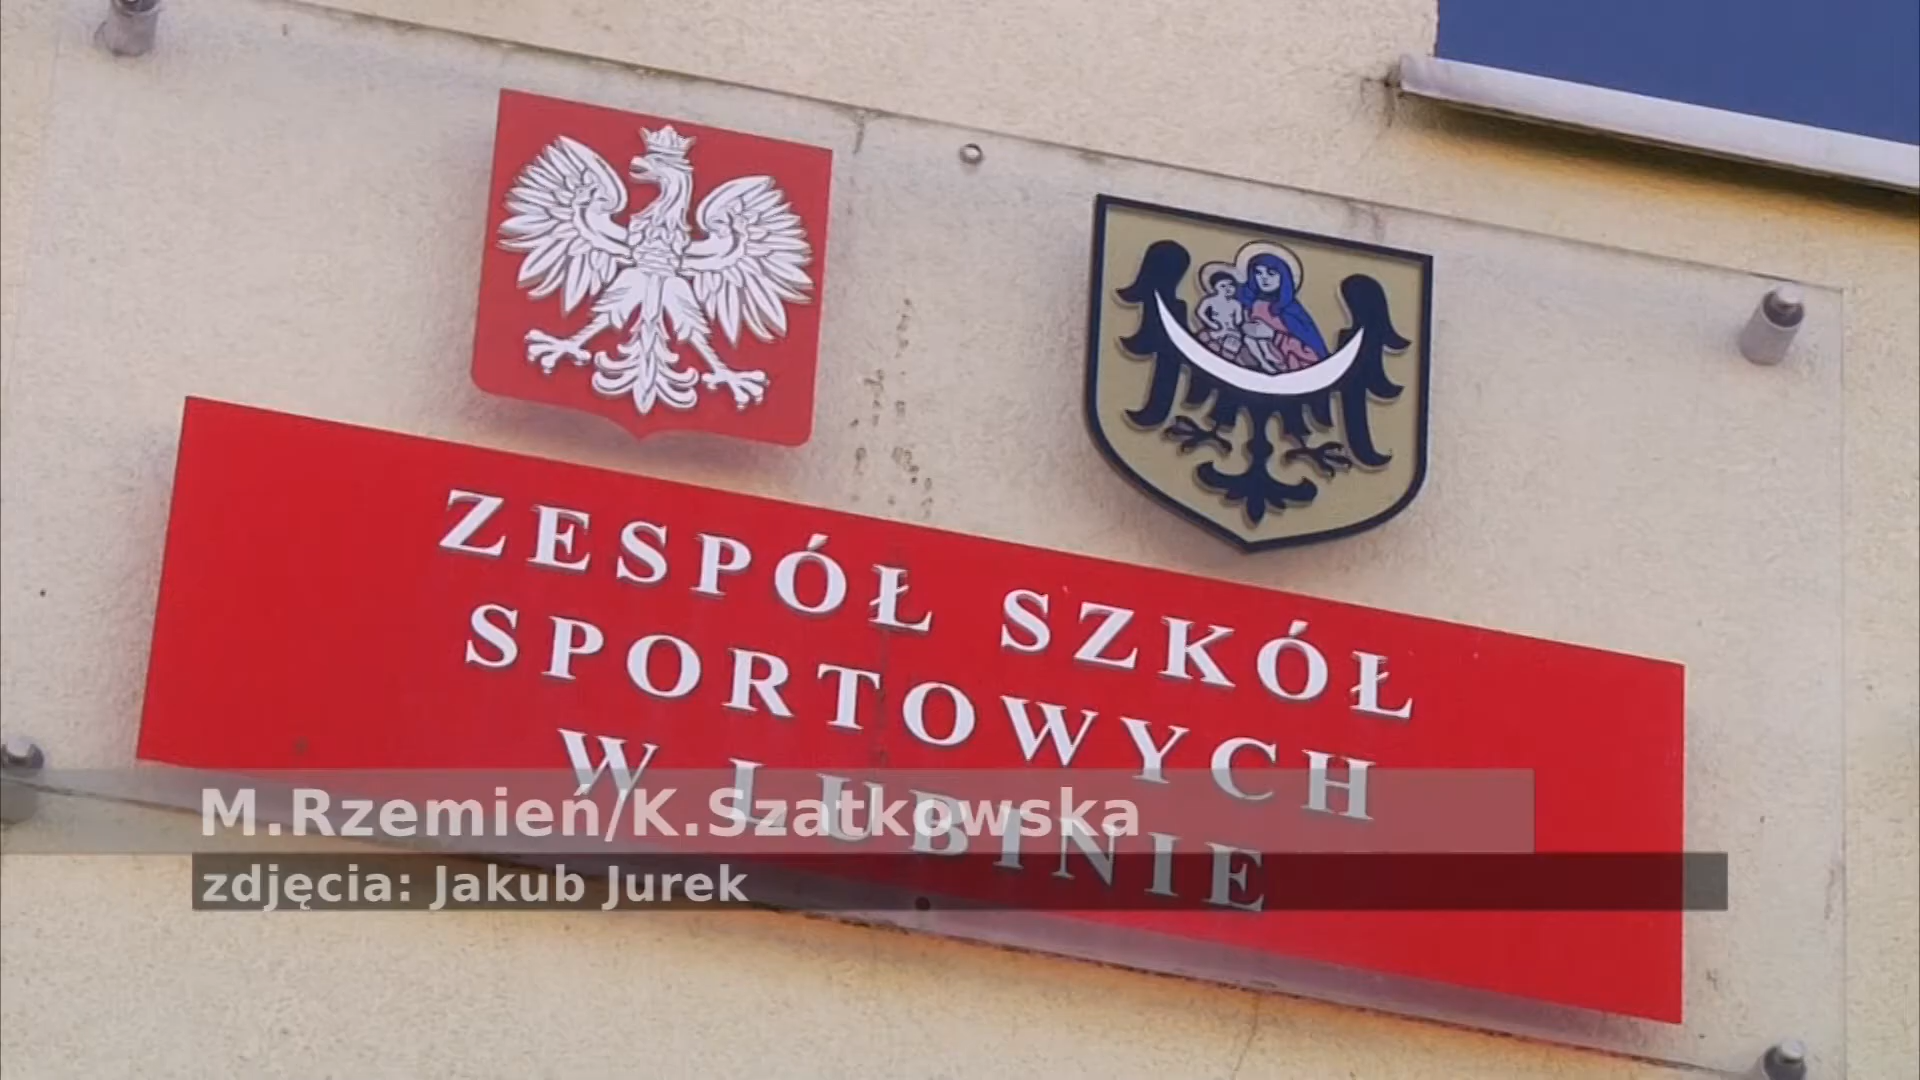 ZESPÓŁ SZKÓŁ
SPORTOWYCH
W LUBINIE
M.Rzemień/K.Szatkowska
zdjęcia: Jakub Jurek